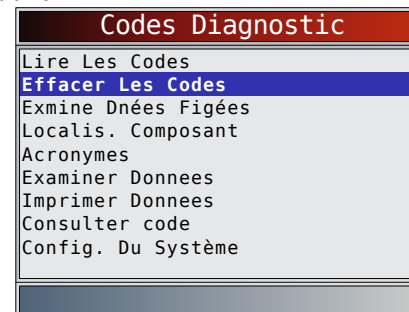 Codes Diagnostic
Lire Les Codes
Effacer Les Codes
Exmine Dnées Figées
Localis. Composant
Acronymes
Examiner Donnees
Imprimer Donnees
Consulter code
Config. Du Système